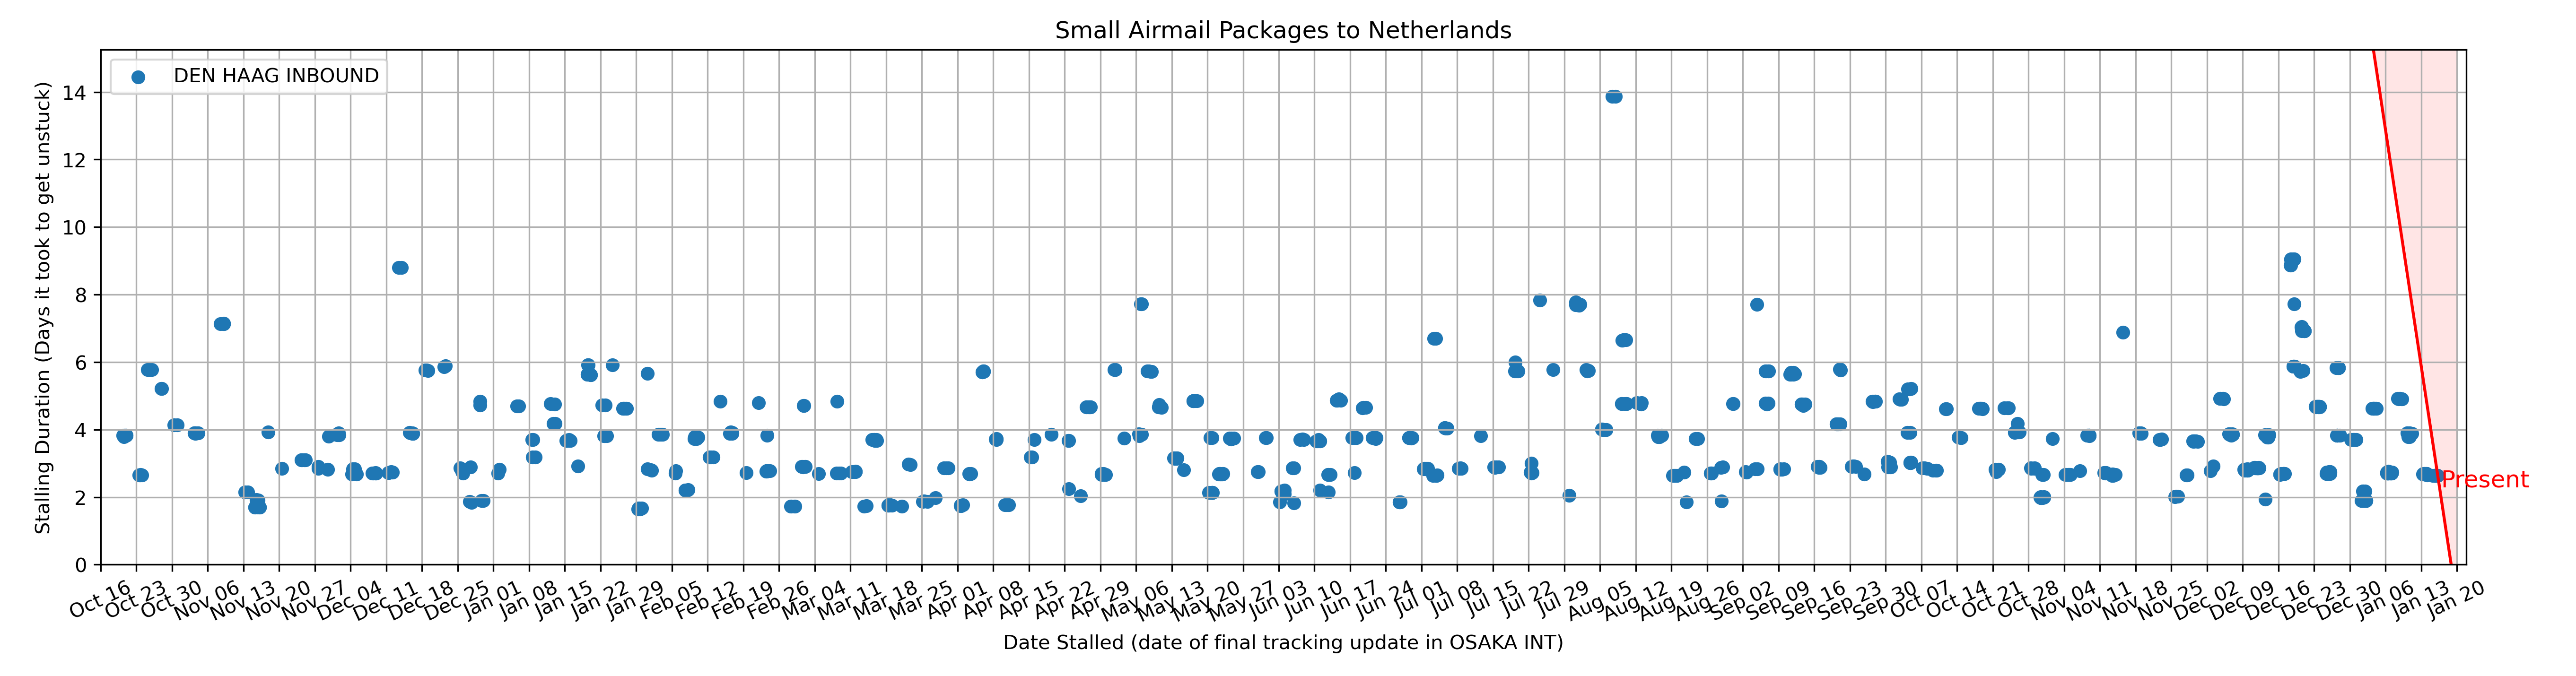 Small Airmail Packages to Netherlands
DEN HAAG INBOUND
Stalling Duration (Days it took to get unstuck)
14
12
10
8
6
4
2
0
Present
Oct 16 Oct 23 Oct 30 Nov 06 Nov 13 Nov 20 Nov 27 Dec 04 Dec 11 Dec 18 Dec 25 Jan 01 Jan 08 Jan 15 Jan 22 Jan 29 Feb 05 Feb 12 Feb 19 Feb 26 Mar 04 Mar 11 Mar 18 Mar 25 Apr 01 Apr 08 Apr 15 Apr 22 Apr 29 May 06 May 13 May 20 May 27 Jun 03 Jun 10 Jun 17 Jun 24 Jul 01 Jul 08 Jul 15 Jul 22 Jul 29 Aug 05 Aug 12 Aug 19 Aug 26 Sep 02 Sep 09 Sep 16 Sep 23 Sep 30 Oct 07 Oct 14 Oct 21 Oct 28 Nov 04 Nov 11 Nov 18 Nov 25 Dec 02 Dec 09 Dec 16 Dec 23 Dec 30 Jan 06 Jan 13 Jan 20
Date Stalled (date of final tracking update in OSAKA INT)